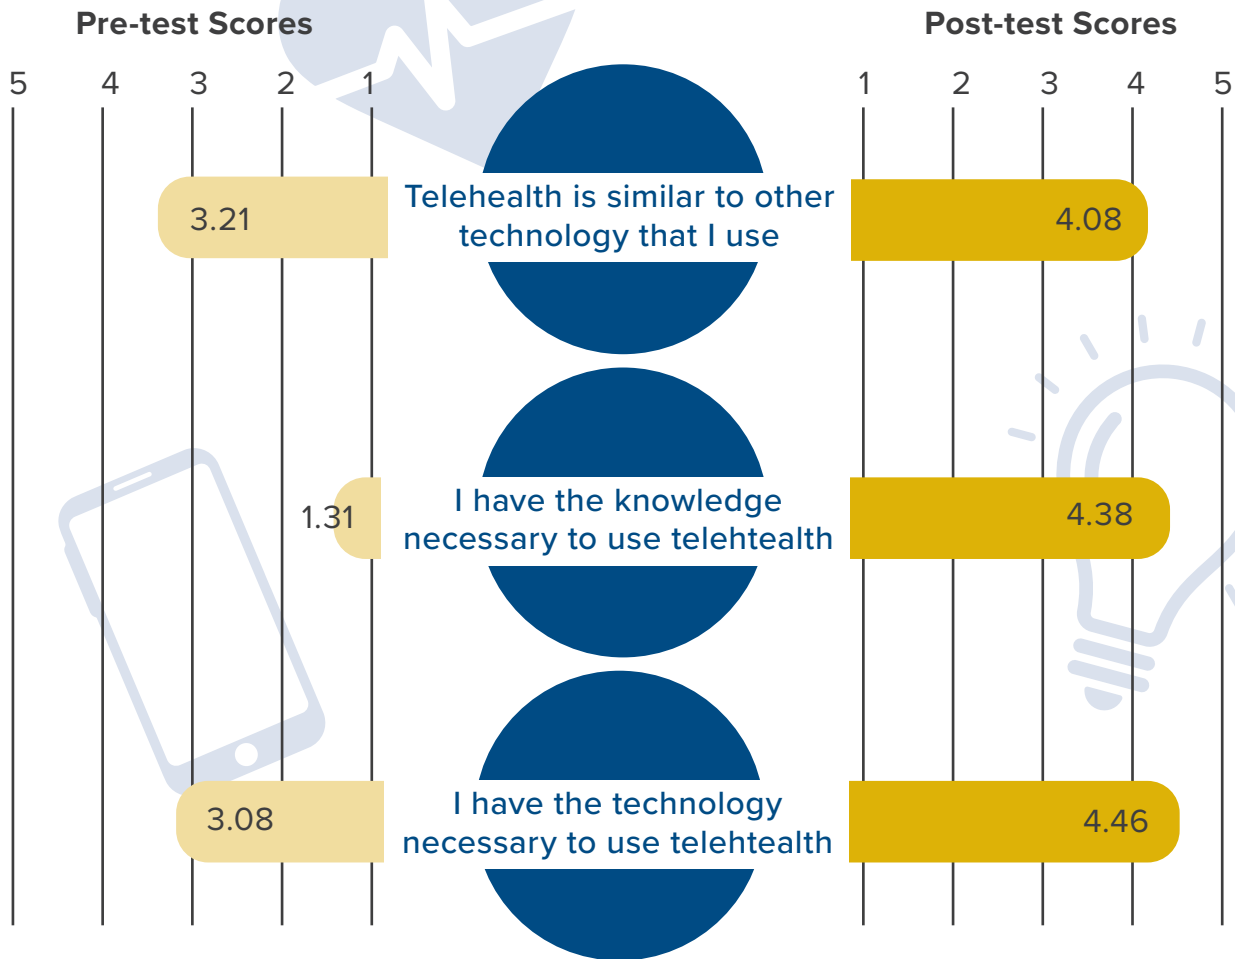 Pre-test Scores
Post-test Scores
5 4 3 2 1
1 2 3 4 5
3.21
Telehealth is similar to other
technology that I use
4.08
1.31
I have the knowledge
necessary to use telehtealth
4.38
3.08
I have the technology
necessary to use telehtealth
4.46